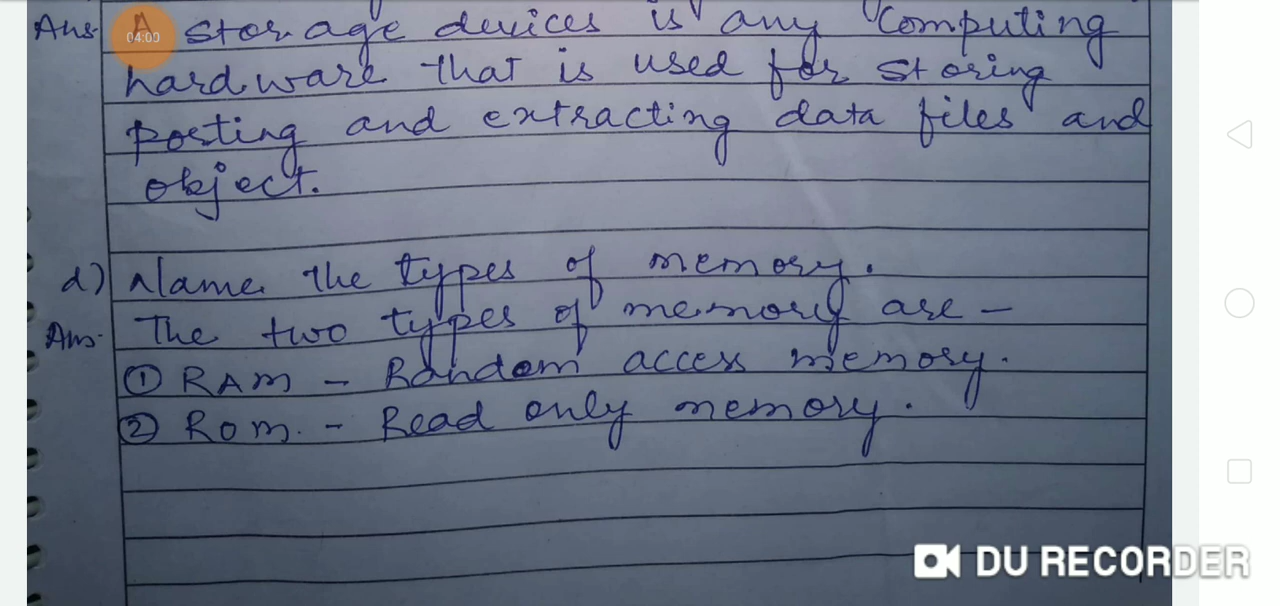 Ans. A storage devices is any computing
04:00
hardware that is used for storing
posting and extracting data files and
object.
d) Name the types of memory.
Ans. The two types of memory are -
① RAM - Random access memory.
② ROM. - Read only memory.
DU RECORDER